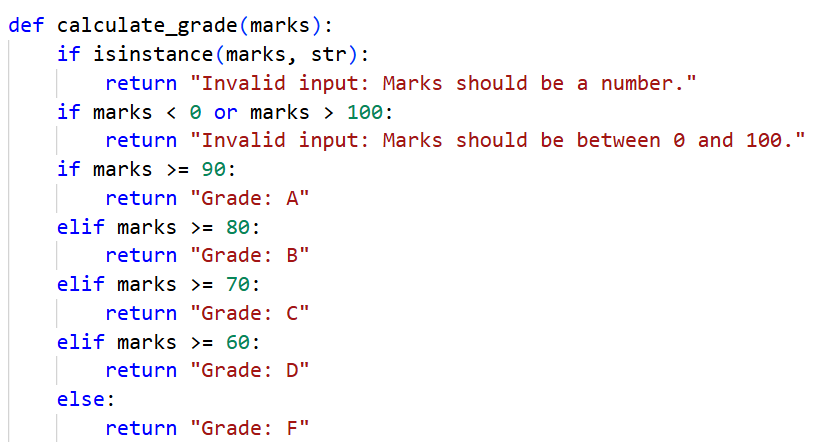 def calculate_grade(marks):
    if isinstance(marks, str):
        return "Invalid input: Marks should be a number."
    if marks < 0 or marks > 100:
        return "Invalid input: Marks should be between 0 and 100."
    if marks >= 90:
        return "Grade: A"
    elif marks >= 80:
        return "Grade: B"
    elif marks >= 70:
        return "Grade: C"
    elif marks >= 60:
        return "Grade: D"
    else:
        return "Grade: F"